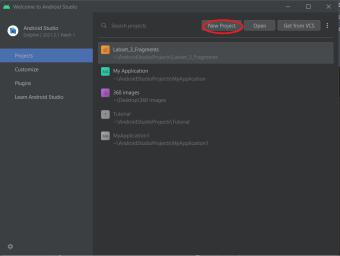 Welcome to Android Studio
Android Studio
Dolphin | 2021.3.1 Patch 1
Search projects
New Project
Open
Get from VCS
Projects
Customize
Plugins
Learn Android Studio
Labset_3_Fragments
~\AndroidStudioProjects\Labset_3_Fragments
My Application
~\AndroidStudioProjects\MyApplication
360 images
~\Desktop\360 images
Tutorial
~\AndroidStudioProjects\Tutorial
MyApplication1
~\AndroidStudioProjects\MyApplication1